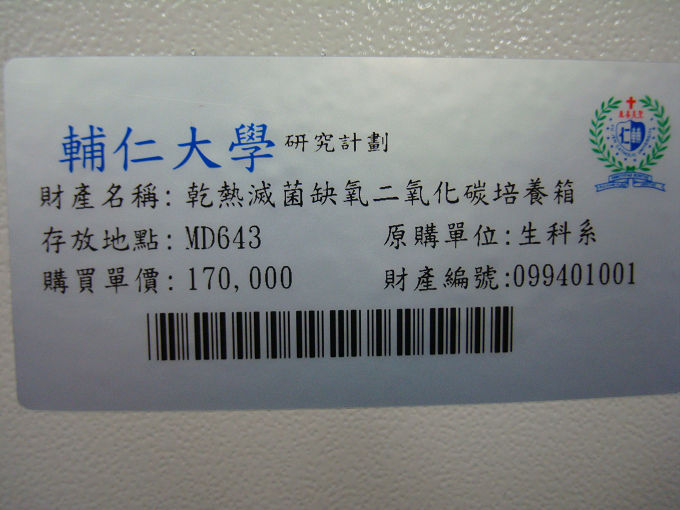 輔仁大學 研究計劃
財產名稱: 乾熱滅菌缺氧二氧化碳培養箱
存放地點: MD643 原購單位: 生科系
購買單價: 170,000 財產編號:099401001